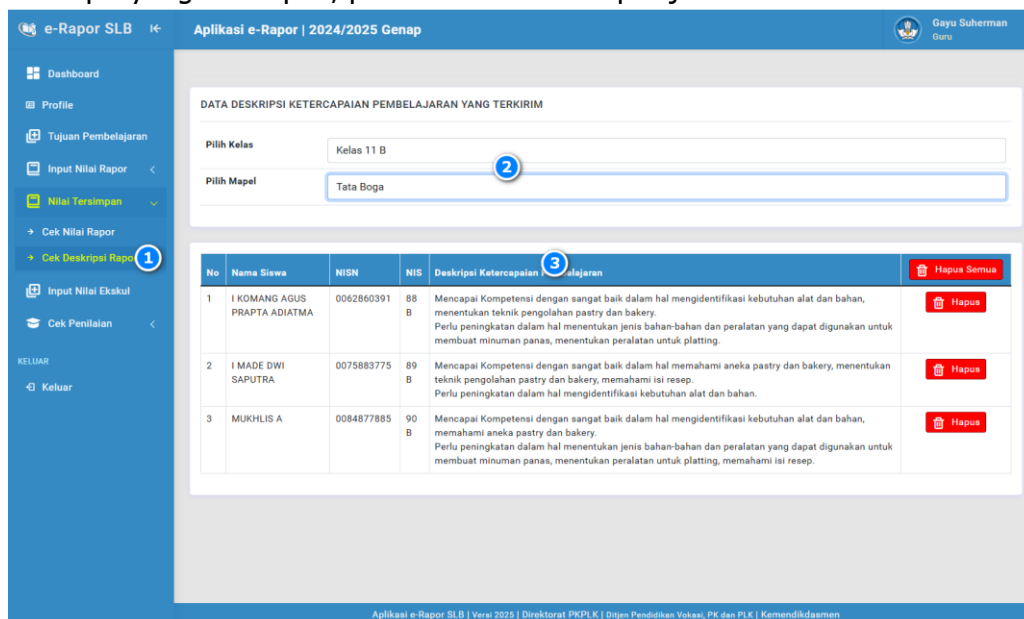 e-Rapor SLB
Aplikasi e-Rapor | 2024/2025 Genap
Gayu Suherman
Guru
Dashboard
Profile
Tujuan Pembelajaran
Input Nilai Rapor
Nilai Tersimpan
Cek Nilai Rapor
Cek Deskripsi Rapo
1
Input Nilai Ekskul
Cek Penilaian
KELUAR
Keluar
DATA DESKRIPSI KETERCAPAIAN PEMBELAJARAN YANG TERKIRIM
Pilih Kelas
Kelas 11 B
2
Pilih Mapel
Tata Boga
3
No Nama Siswa NISN NIS Deskripsi Ketercapaian Pembelajaran Hapus Semua
1 I KOMANG AGUS 0062860391 88 Mencapai Kompetensi dengan sangat baik dalam hal mengidentifikasi kebutuhan alat dan bahan, Hapus
PRAPTA ADIATMA B menentukan teknik pengolahan pastry dan bakery.
Perlu peningkatan dalam hal menentukan jenis bahan-bahan dan peralatan yang dapat digunakan untuk
membuat minuman panas, menentukan peralatan untuk platting.
2 I MADE DWI 0075883775 89 Mencapai Kompetensi dengan sangat baik dalam hal memahami aneka pastry dan bakery, menentukan Hapus
SAPUTRA B teknik pengolahan pastry dan bakery, memahami isi resep.
Perlu peningkatan dalam hal mengidentifikasi kebutuhan alat dan bahan.
3 MUKHLIS A 0084877885 90 Mencapai Kompetensi dengan sangat baik dalam hal mengidentifikasi kebutuhan alat dan bahan, Hapus
B memahami aneka pastry dan bakery.
Perlu peningkatan dalam hal menentukan jenis bahan-bahan dan peralatan yang dapat digunakan untuk
membuat minuman panas, menentukan peralatan untuk platting, memahami isi resep.
Aplikasi e-Rapor SLB | Versi 2025 | Direktorat PKPLK | Ditjen Pendidikan Vokasi, PK dan PLK | Kemendikdasmen